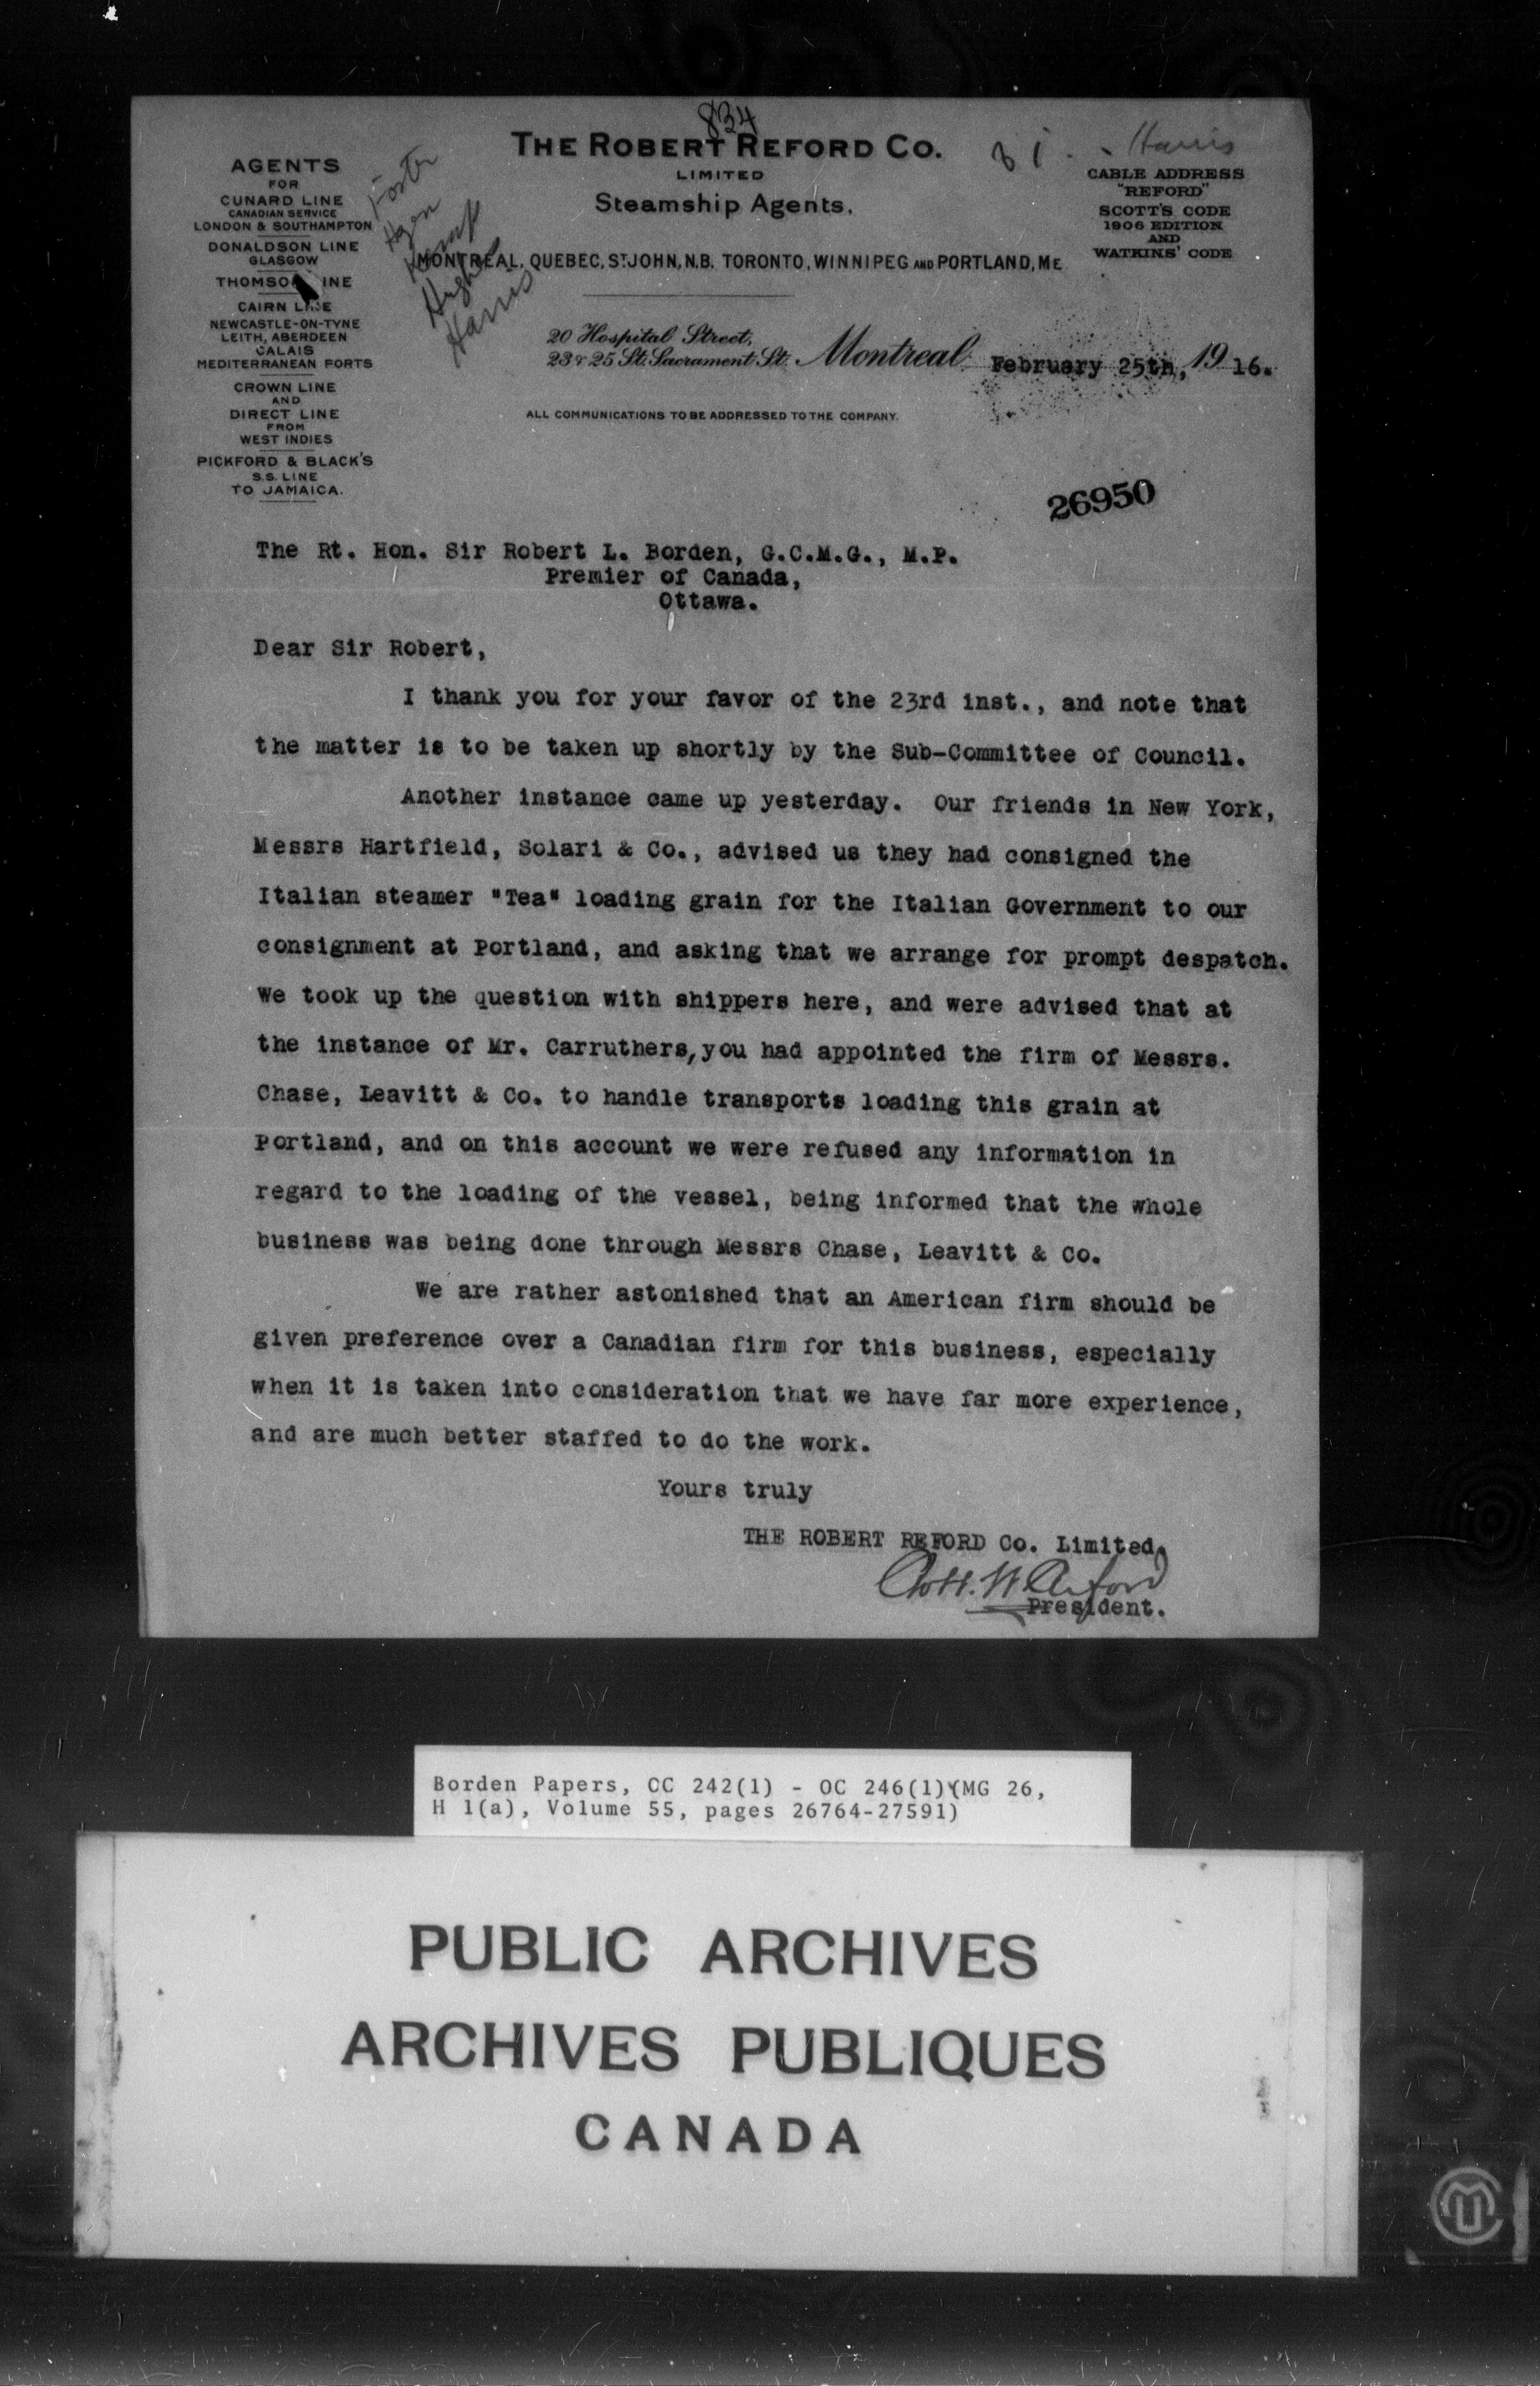 834
THE ROBERT REFORD CO.
LIMITED
Steamship Agents.
MONTREAL, QUEBEC, ST JOHN, N.B. TORONTO, WINNIPEG AND PORTLAND, ME
Harris
AGENTS
FOR
CUNARD LINE
CANADIAN SERVICE
LONDON & SOUTHAMPTON
DONALDSON LINE
GLASGOW
THOMSON LINE
CAIRN LINE
NEWCASTLE-ON-TYNE
LEITH, ABERDEEN
CALAIS
MEDITERRANEAN PORTS
CROWN LINE
AND
DIRECT LINE
FROM
WEST INDIES
PICKFORD & BLACK'S
S.S. LINE
TO JAMAICA.
Foster
Hazen
Kemp
Hughes
Harris
CABLE ADDRESS
"REFORD"
SCOTT'S CODE
1906 EDITION
AND
WATKINS' CODE
20 Hospital Street,
23 & 25 St. Sacrament St. Montreal February 25th, 1916.
ALL COMMUNICATIONS TO BE ADDRESSED TO THE COMPANY.
26950
The Rt. Hon. Sir Robert L. Borden, G.C.M.G., M.P.
Premier of Canada,
Ottawa.
Dear Sir Robert,
I thank you for your favor of the 23rd inst., and note that
the matter is to be taken up shortly by the Sub-Committee of Council.
Another instance came up yesterday. Our friends in New York,
Messrs Hartfield, Solari & Co., advised us they had consigned the
Italian steamer "Tea" loading grain for the Italian Government to our
consignment at Portland, and asking that we arrange for prompt despatch.
We took up the question with shippers here, and were advised that at
the instance of Mr. Carruthers, you had appointed the firm of Messrs.
Chase, Leavitt & Co. to handle transports loading this grain at
Portland, and on this account we were refused any information in
regard to the loading of the vessel, being informed that the whole
business was being done through Messrs Chase, Leavitt & Co.
We are rather astonished that an American firm should be
given preference over a Canadian firm for this business, especially
when it is taken into consideration that we have far more experience,
and are much better staffed to do the work.
Yours truly
THE ROBERT REFORD Co. Limited.
President.
Borden Papers, OC 242(1) - OC 246(1)(MG 26,
H 1(a), Volume 55, pages 26764-27591)
PUBLIC ARCHIVES
ARCHIVES PUBLIQUES
CANADA